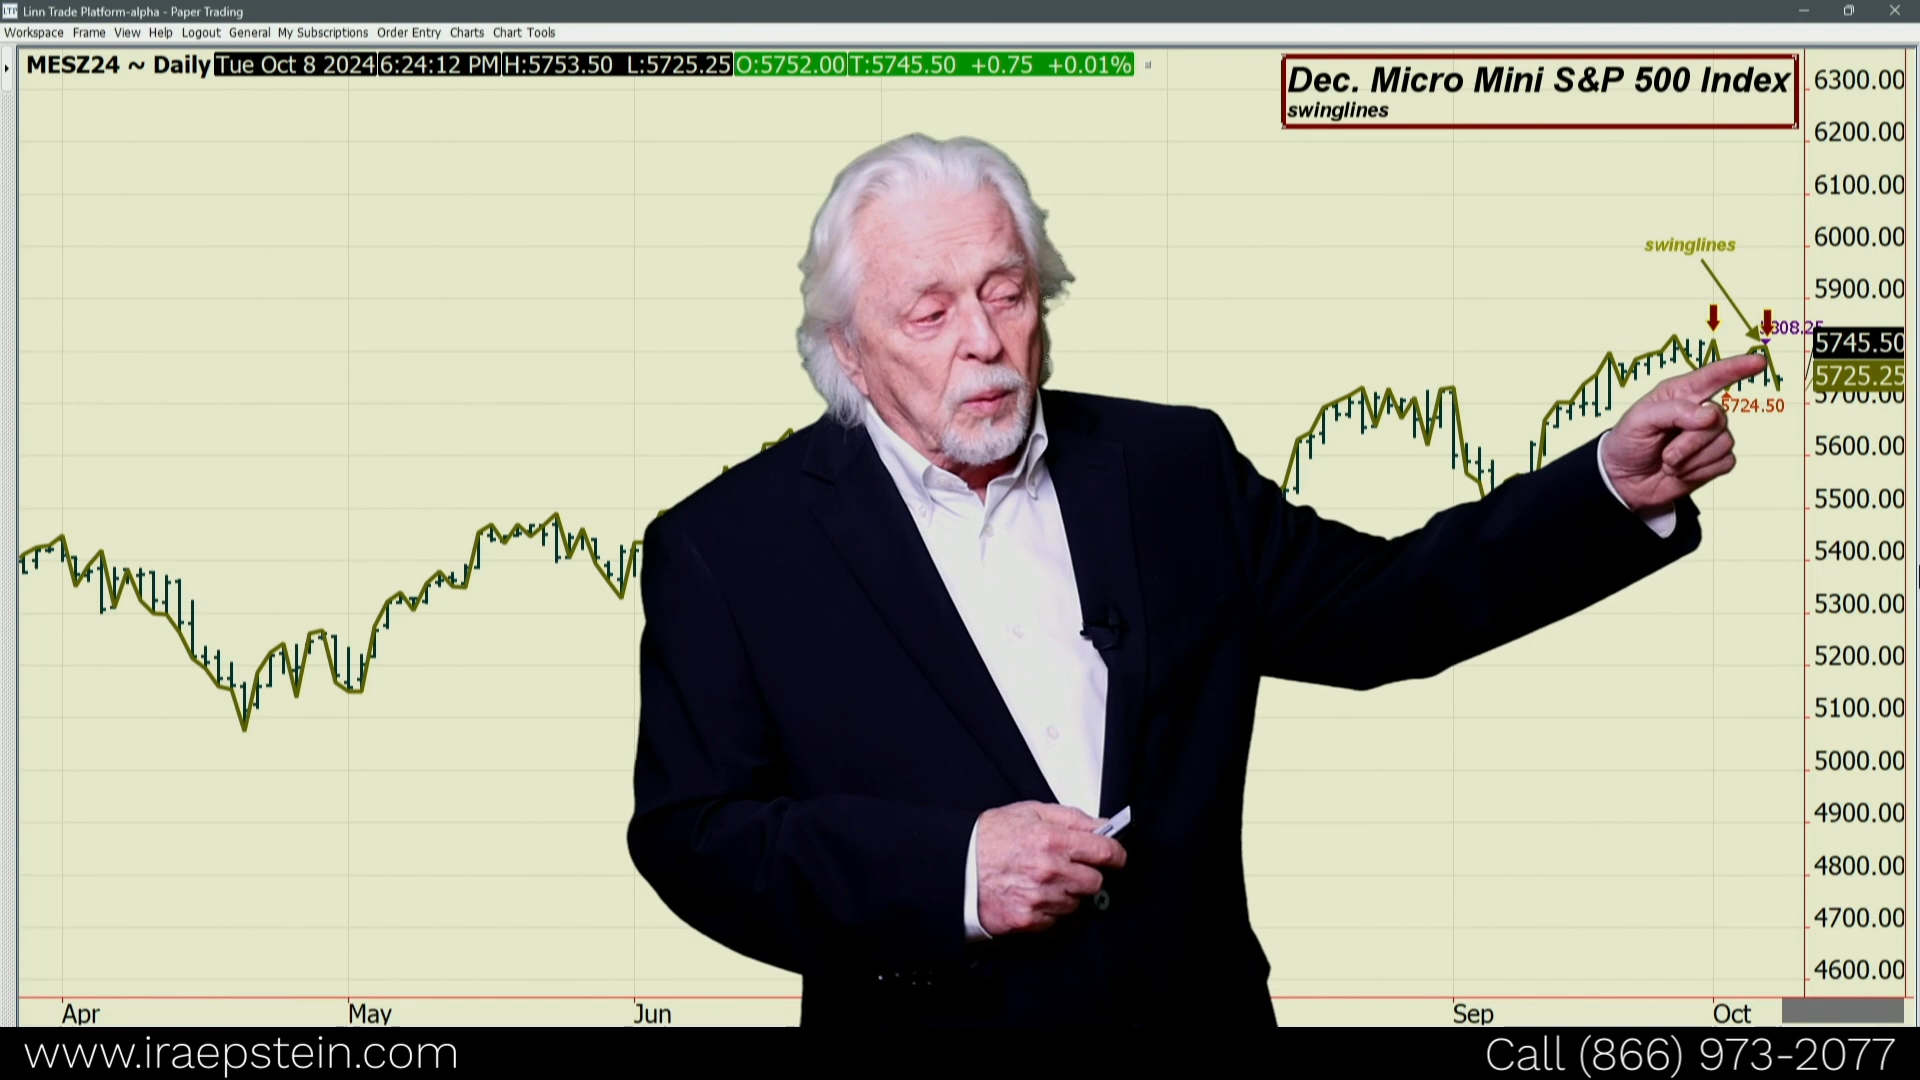 Linn Trade Platform-alpha - Paper Trading
Workspace Frame View Help Logout General My Subscriptions Order Entry Charts Chart Tools
MESZ24 ~ Daily Tue Oct 8 2024 6:24:12 PM H:5753.50 L:5725.25 O:5752.00 T:5745.50 +0.75 +0.01%
Dec. Micro Mini S&P 500 Index
swinglines
6300.00
6200.00
6100.00
6000.00
swinglines
5900.00
5745.50
5725.25
5700.00
5724.50
5600.00
5500.00
5400.00
5300.00
5200.00
5100.00
5000.00
4900.00
4800.00
4700.00
4600.00
Apr May Jun Sep Oct
www.iraepstein.com Call (866) 973-2077